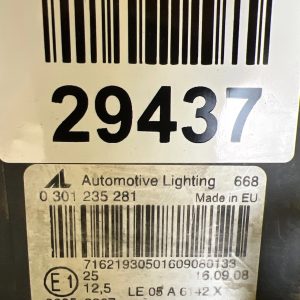 29437
AL Automotive Lighting 668
0 301 235 281 Made in EU
71621930501609080133
E1 25 16.09.08
12,5 LE 05 A 6142 X